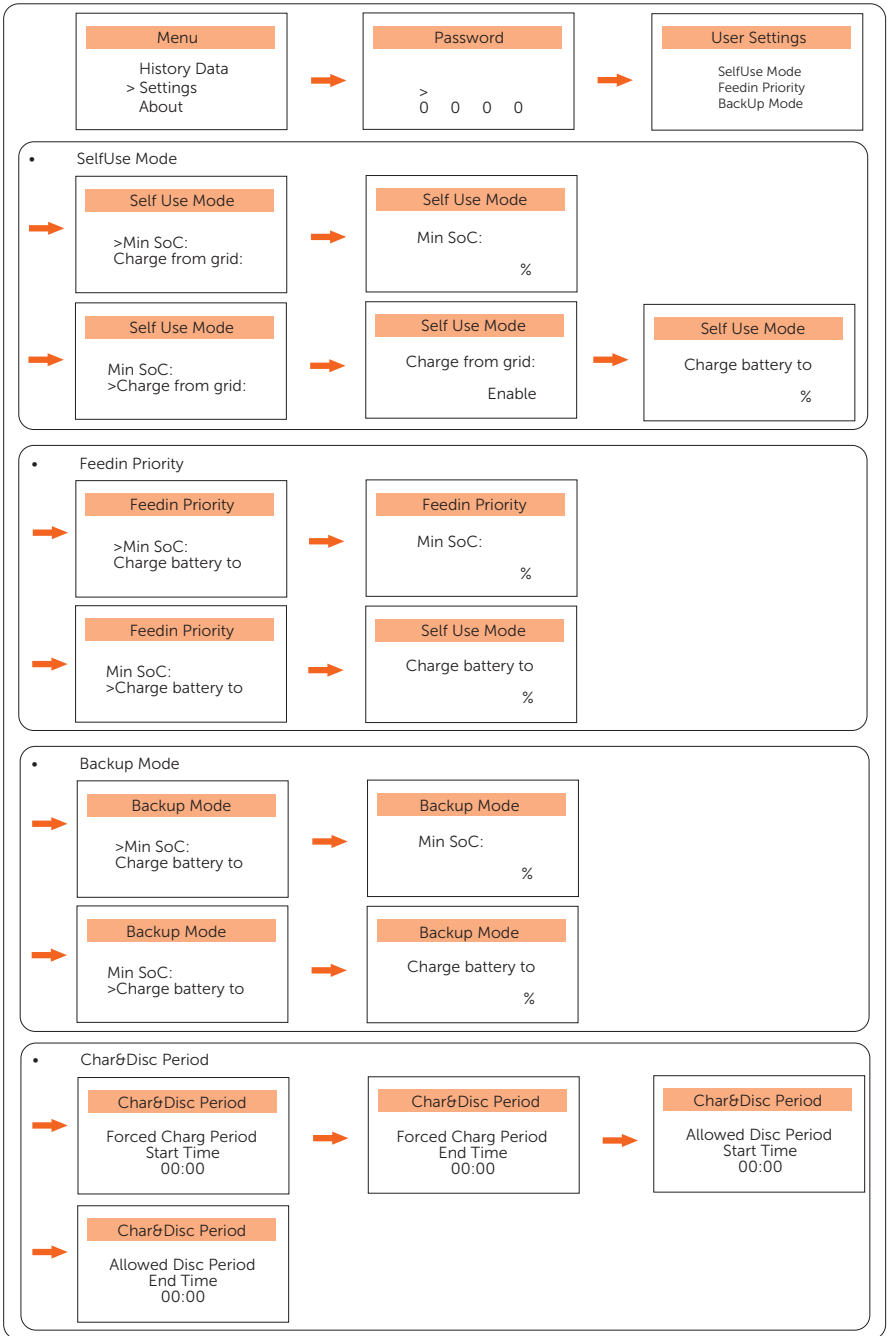 Menu
History Data
> Settings
About
Password
>
0 0 0 0
User Settings
SelfUse Mode
Feedin Priority
BackUp Mode
• SelfUse Mode
Self Use Mode
>Min SoC:
Charge from grid:
Self Use Mode
Min SoC:
%
Self Use Mode
Min SoC:
>Charge from grid:
Self Use Mode
Charge from grid:
Enable
Self Use Mode
Charge battery to
%
• Feedin Priority
Feedin Priority
>Min SoC:
Charge battery to
Feedin Priority
Min SoC:
%
Feedin Priority
Min SoC:
>Charge battery to
Self Use Mode
Charge battery to
%
• Backup Mode
Backup Mode
>Min SoC:
Charge battery to
Backup Mode
Min SoC:
%
Backup Mode
Min SoC:
>Charge battery to
Backup Mode
Charge battery to
%
• Char&Disc Period
Char&Disc Period
Forced Charg Period
Start Time
00:00
Char&Disc Period
Forced Charg Period
End Time
00:00
Char&Disc Period
Allowed Disc Period
Start Time
00:00
Char&Disc Period
Allowed Disc Period
End Time
00:00